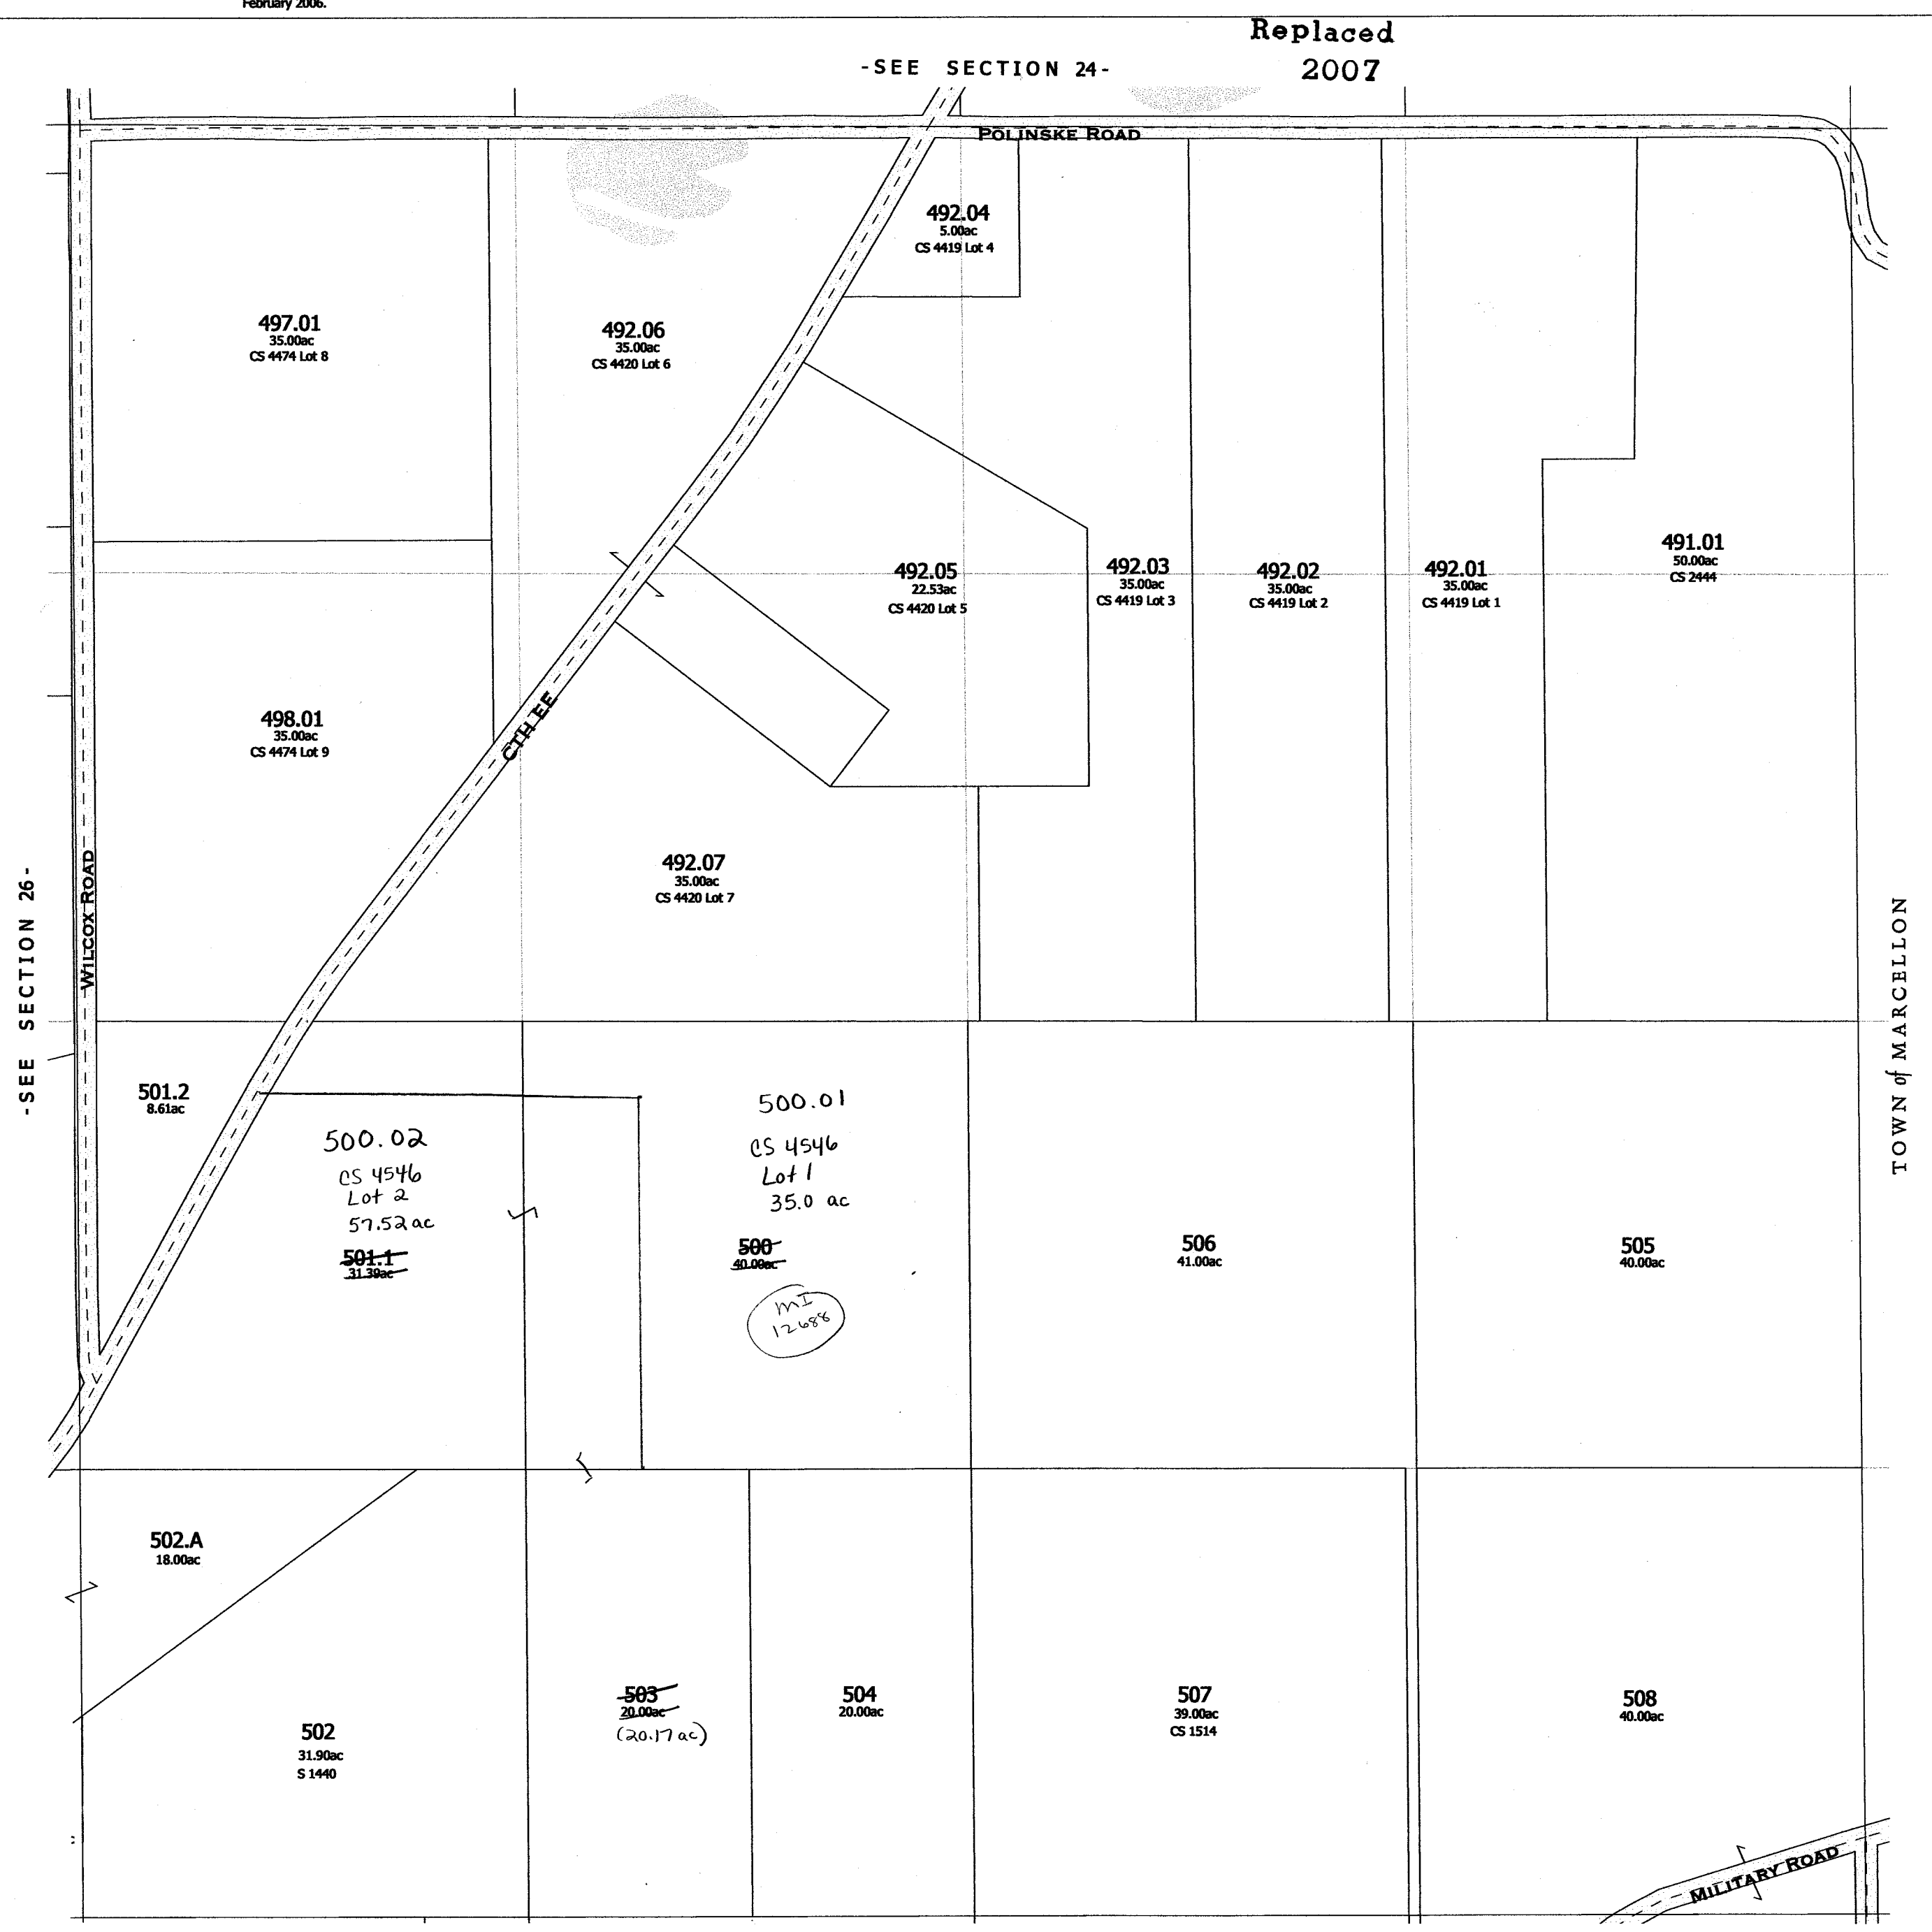 February 2006.
Replaced
2007
-SEE SECTION 24-
POLINSKE ROAD
492.04
5.00ac
CS 4419 Lot 4
497.01
35.00ac
CS 4474 Lot 8
492.06
35.00ac
CS 4420 Lot 6
492.05
22.53ac
CS 4420 Lot 5
492.03
35.00ac
CS 4419 Lot 3
492.02
35.00ac
CS 4419 Lot 2
492.01
35.00ac
CS 4419 Lot 1
491.01
50.00ac
CS 2444
498.01
35.00ac
CS 4474 Lot 9
CTH EE
492.07
35.00ac
CS 4420 Lot 7
-SEE SECTION 26-
WILCOX ROAD
TOWN of MARCELLON
501.2
8.61ac
500.02
CS 4546
Lot 2
57.52 ac
501.1
31.39ac
500.01
CS 4546
Lot 1
35.0 ac
500
40.00ac
MI
12688
506
41.00ac
505
40.00ac
502.A
18.00ac
502
31.90ac
S 1440
503
20.00ac
(20.17 ac)
504
20.00ac
507
39.00ac
CS 1514
508
40.00ac
MILITARY ROAD